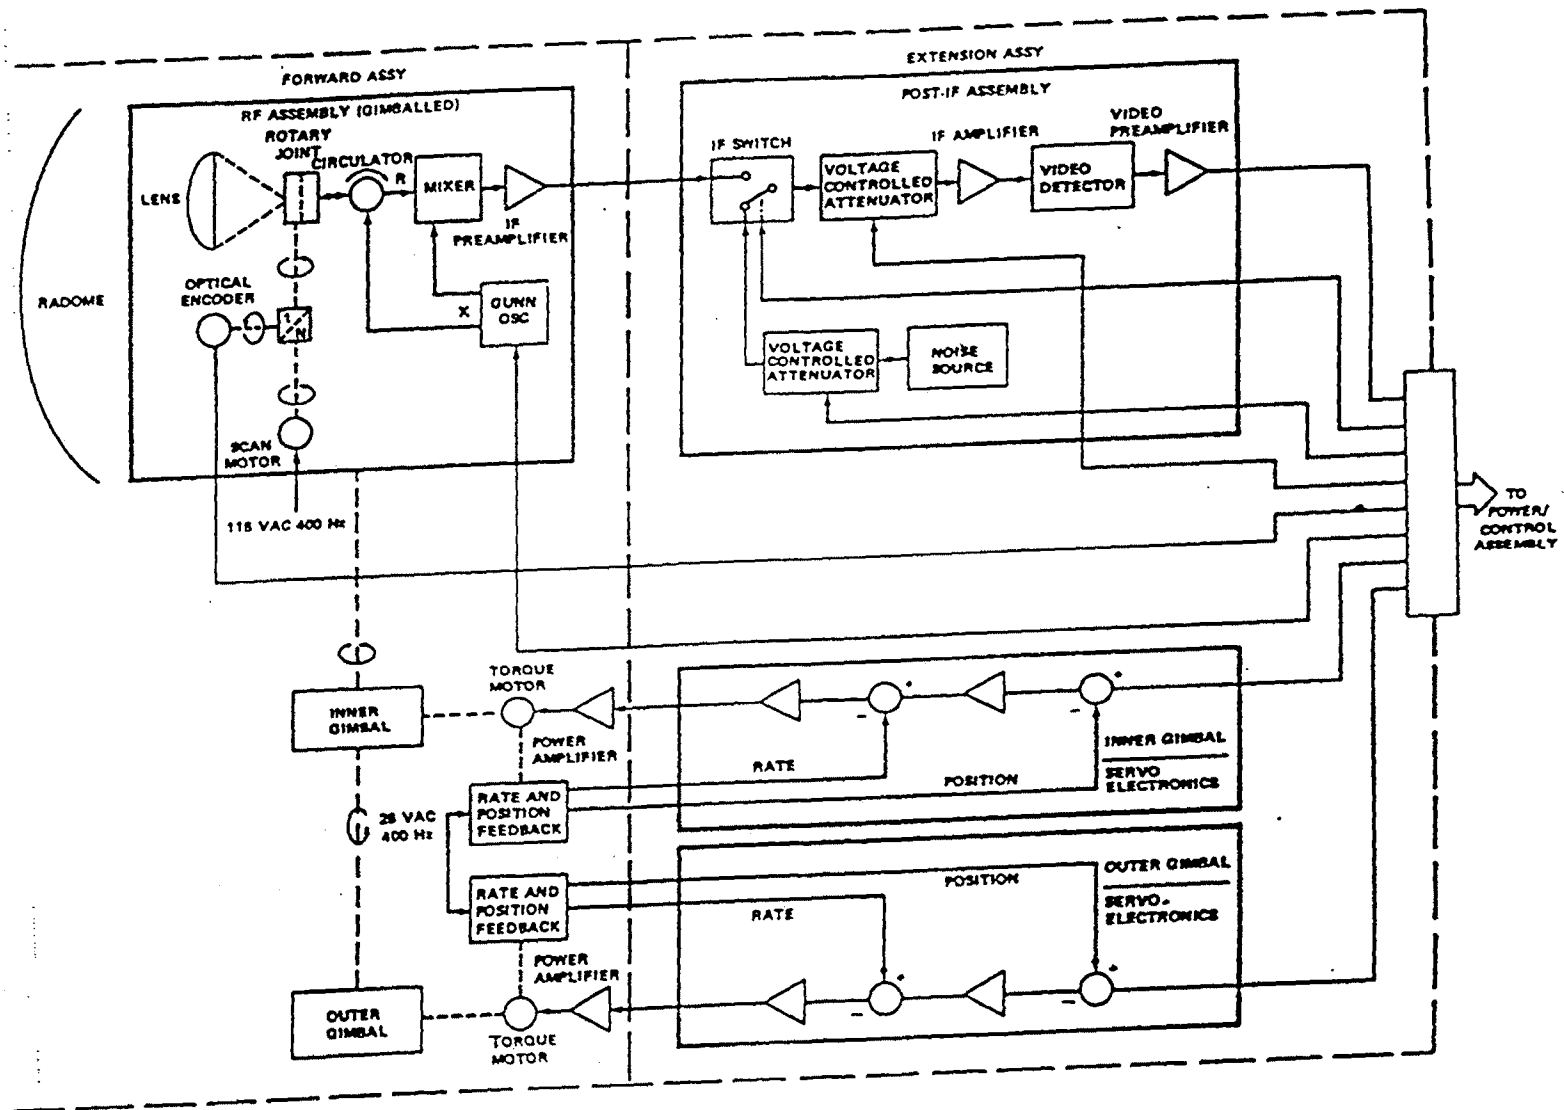 FORWARD ASSY
EXTENSION ASSY
RF ASSEMBLY (GIMBALLED)
POST-IF ASSEMBLY
ROTARY
JOINT
CIRCULATOR
R
LENS
MIXER
IF
PREAMPLIFIER
IF SWITCH
VOLTAGE
CONTROLLED
ATTENUATOR
IF AMPLIFIER
VIDEO
DETECTOR
VIDEO
PREAMPLIFIER
RADOME
OPTICAL
ENCODER
1
N
X
GUNN
OSC
VOLTAGE
CONTROLLED
ATTENUATOR
NOISE
SOURCE
SCAN
MOTOR
115 VAC 400 Hz
TO
POWER/
CONTROL
ASSEMBLY
INNER
GIMBAL
TORQUE
MOTOR
POWER
AMPLIFIER
+
−
+
−
RATE
POSITION
INNER GIMBAL
SERVO
ELECTRONICS
28 VAC
400 Hz
RATE AND
POSITION
FEEDBACK
RATE AND
POSITION
FEEDBACK
POSITION
RATE
OUTER GIMBAL
SERVO
ELECTRONICS
POWER
AMPLIFIER
+
−
+
−
OUTER
GIMBAL
TORQUE
MOTOR